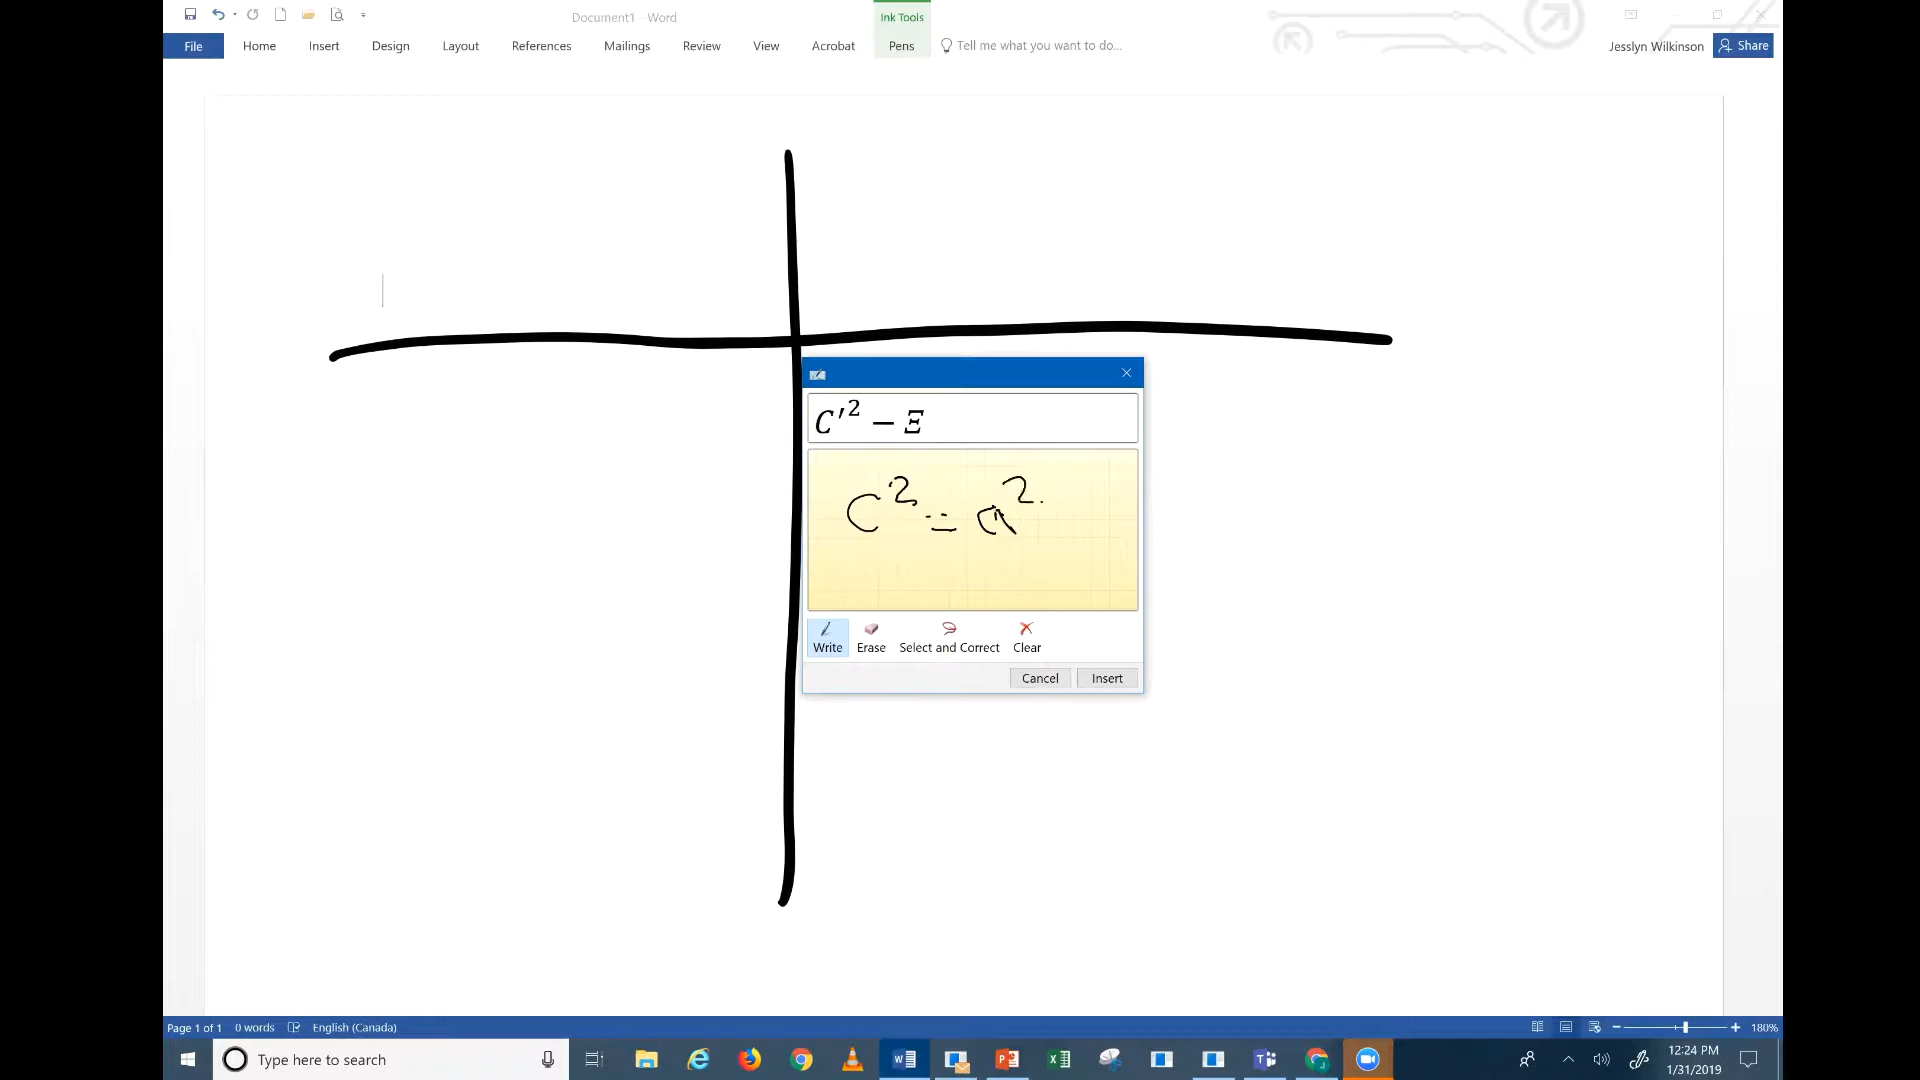 Document1 - Word
Ink Tools
File Home Insert Design Layout References Mailings Review View Acrobat Pens Tell me what you want to do... Jesslyn Wilkinson Share
C′² − Ξ
C² = a².
Write Erase Select and Correct Clear
Cancel Insert
Page 1 of 1 0 words English (Canada) 180%
Type here to search
12:24 PM
1/31/2019